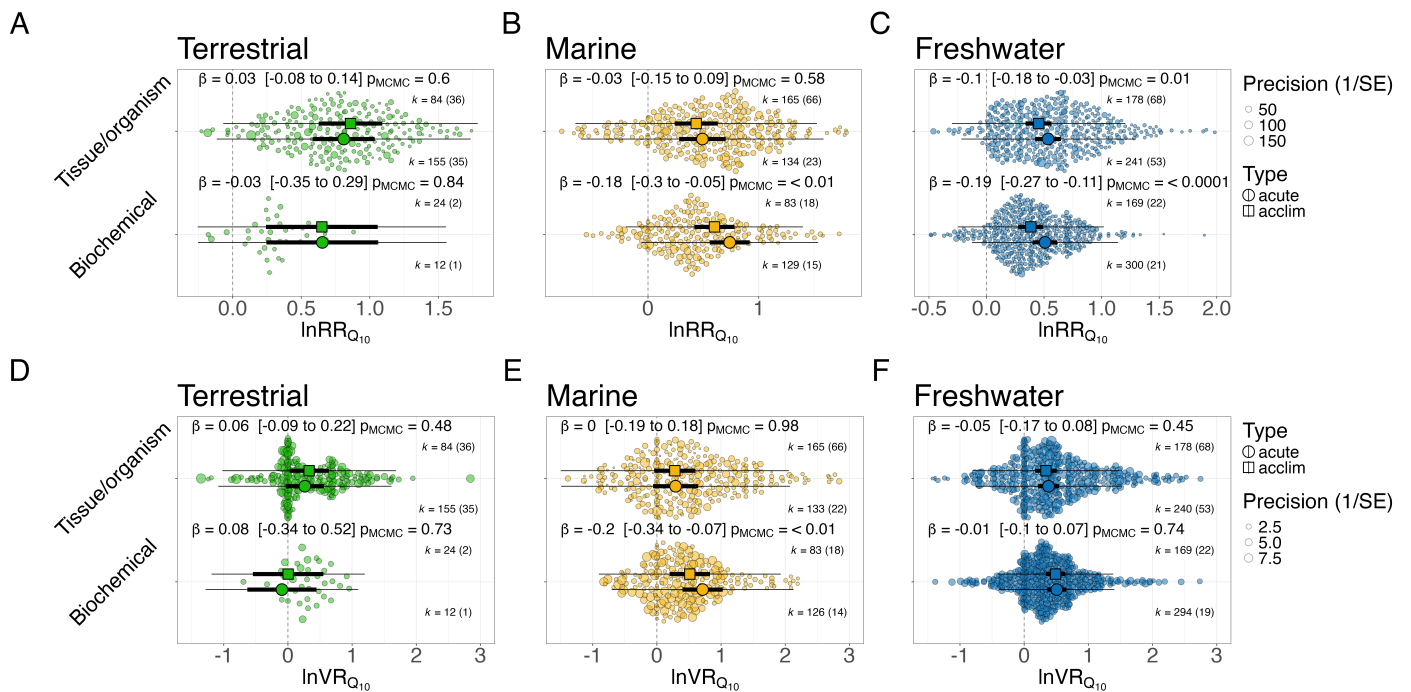 A
B
C
Terrestrial
Marine
Freshwater
β = 0.03 [-0.08 to 0.14] pMCMC = 0.6
β = -0.03 [-0.15 to 0.09] pMCMC = 0.58
β = -0.1 [-0.18 to -0.03] pMCMC = 0.01
k = 84 (36)
k = 165 (66)
k = 178 (68)
Tissue/organism
k = 155 (35)
k = 134 (23)
k = 241 (53)
β = -0.03 [-0.35 to 0.29] pMCMC = 0.84
β = -0.18 [-0.3 to -0.05] pMCMC = < 0.01
β = -0.19 [-0.27 to -0.11] pMCMC = < 0.0001
k = 24 (2)
k = 83 (18)
k = 169 (22)
Biochemical
k = 12 (1)
k = 129 (15)
k = 300 (21)
0.0 0.5 1.0 1.5
0 1
-0.5 0.0 0.5 1.0 1.5 2.0
lnRRQ10
lnRRQ10
lnRRQ10
Precision (1/SE)
50
100
150
Type
acute
acclim
D
E
F
Terrestrial
Marine
Freshwater
β = 0.06 [-0.09 to 0.22] pMCMC = 0.48
β = 0 [-0.19 to 0.18] pMCMC = 0.98
β = -0.05 [-0.17 to 0.08] pMCMC = 0.45
k = 84 (36)
k = 165 (66)
k = 178 (68)
Tissue/organism
k = 155 (35)
k = 133 (22)
k = 240 (53)
β = 0.08 [-0.34 to 0.52] pMCMC = 0.73
β = -0.2 [-0.34 to -0.07] pMCMC = < 0.01
β = -0.01 [-0.1 to 0.07] pMCMC = 0.74
k = 24 (2)
k = 83 (18)
k = 169 (22)
Biochemical
k = 12 (1)
k = 126 (14)
k = 294 (19)
-1 0 1 2 3
-1 0 1 2 3
-1 0 1 2 3
lnVRQ10
lnVRQ10
lnVRQ10
Type
acute
acclim
Precision (1/SE)
2.5
5.0
7.5